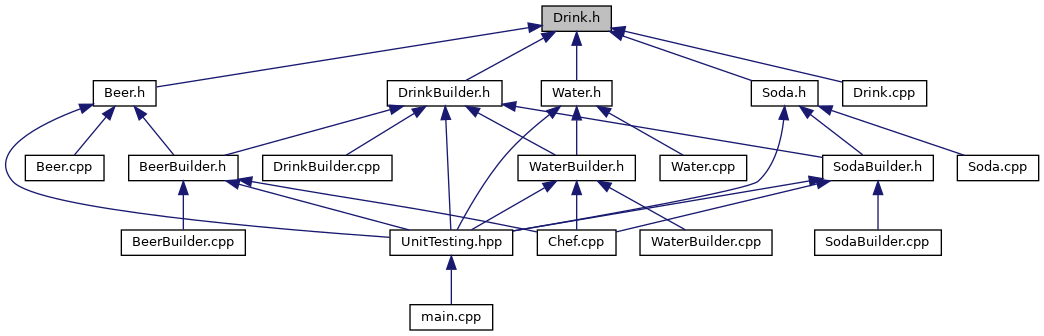 Drink.h
Beer.h
DrinkBuilder.h
Water.h
Soda.h
Drink.cpp
Beer.cpp
BeerBuilder.h
DrinkBuilder.cpp
WaterBuilder.h
Water.cpp
SodaBuilder.h
Soda.cpp
BeerBuilder.cpp
UnitTesting.hpp
Chef.cpp
WaterBuilder.cpp
SodaBuilder.cpp
main.cpp